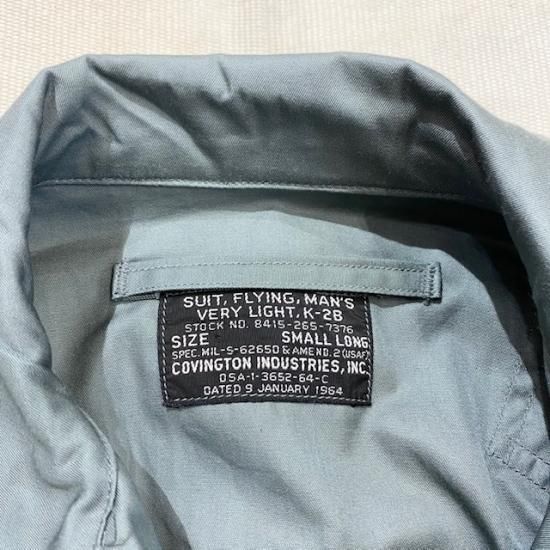 SUIT, FLYING, MAN'S
VERY LIGHT, K-2B
STOCK NO. 8415-265-7376
SIZE SMALL LONG
SPEC. MIL-S-62650 & AMEND. 2 (USAF)
COVINGTON INDUSTRIES, INC.
DSA-1-3652-64-C
DATED 9 JANUARY 1964